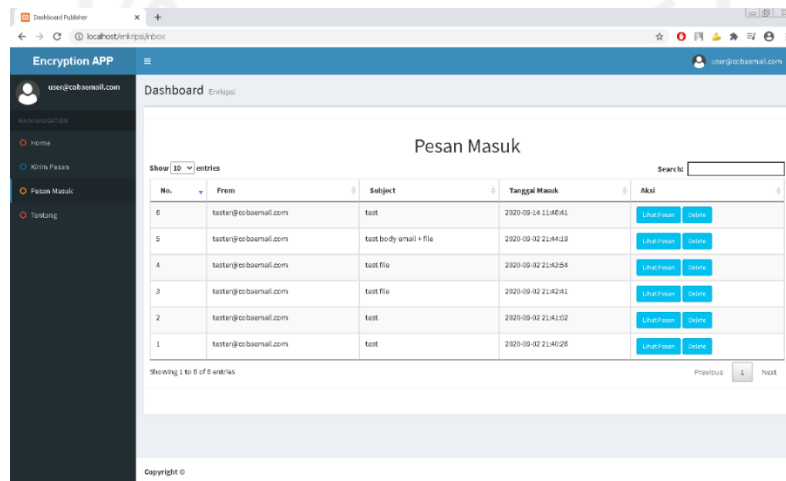 Dashboard Publisher
localhost/enkripsi/inbox
Encryption APP
user@cobaemail.com
user@cobaemail.com
Dashboard Enkripsi
MAIN NAVIGATION
Home
Kirim Pesan
Pesan Masuk
Tentang
Pesan Masuk
Show 10 entries
Search:
No. From Subject Tanggal Masuk Aksi
6 tester@cobaemail.com test 2020-09-14 11:46:41 Lihat Pesan Delete
5 tester@cobaemail.com test body email + file 2020-09-02 21:44:19 Lihat Pesan Delete
4 tester@cobaemail.com test file 2020-09-02 21:43:54 Lihat Pesan Delete
3 tester@cobaemail.com test file 2020-09-02 21:42:41 Lihat Pesan Delete
2 tester@cobaemail.com test 2020-09-02 21:41:02 Lihat Pesan Delete
1 tester@cobaemail.com test 2020-09-02 21:40:28 Lihat Pesan Delete
Showing 1 to 6 of 6 entries
Previous 1 Next
Copyright ©